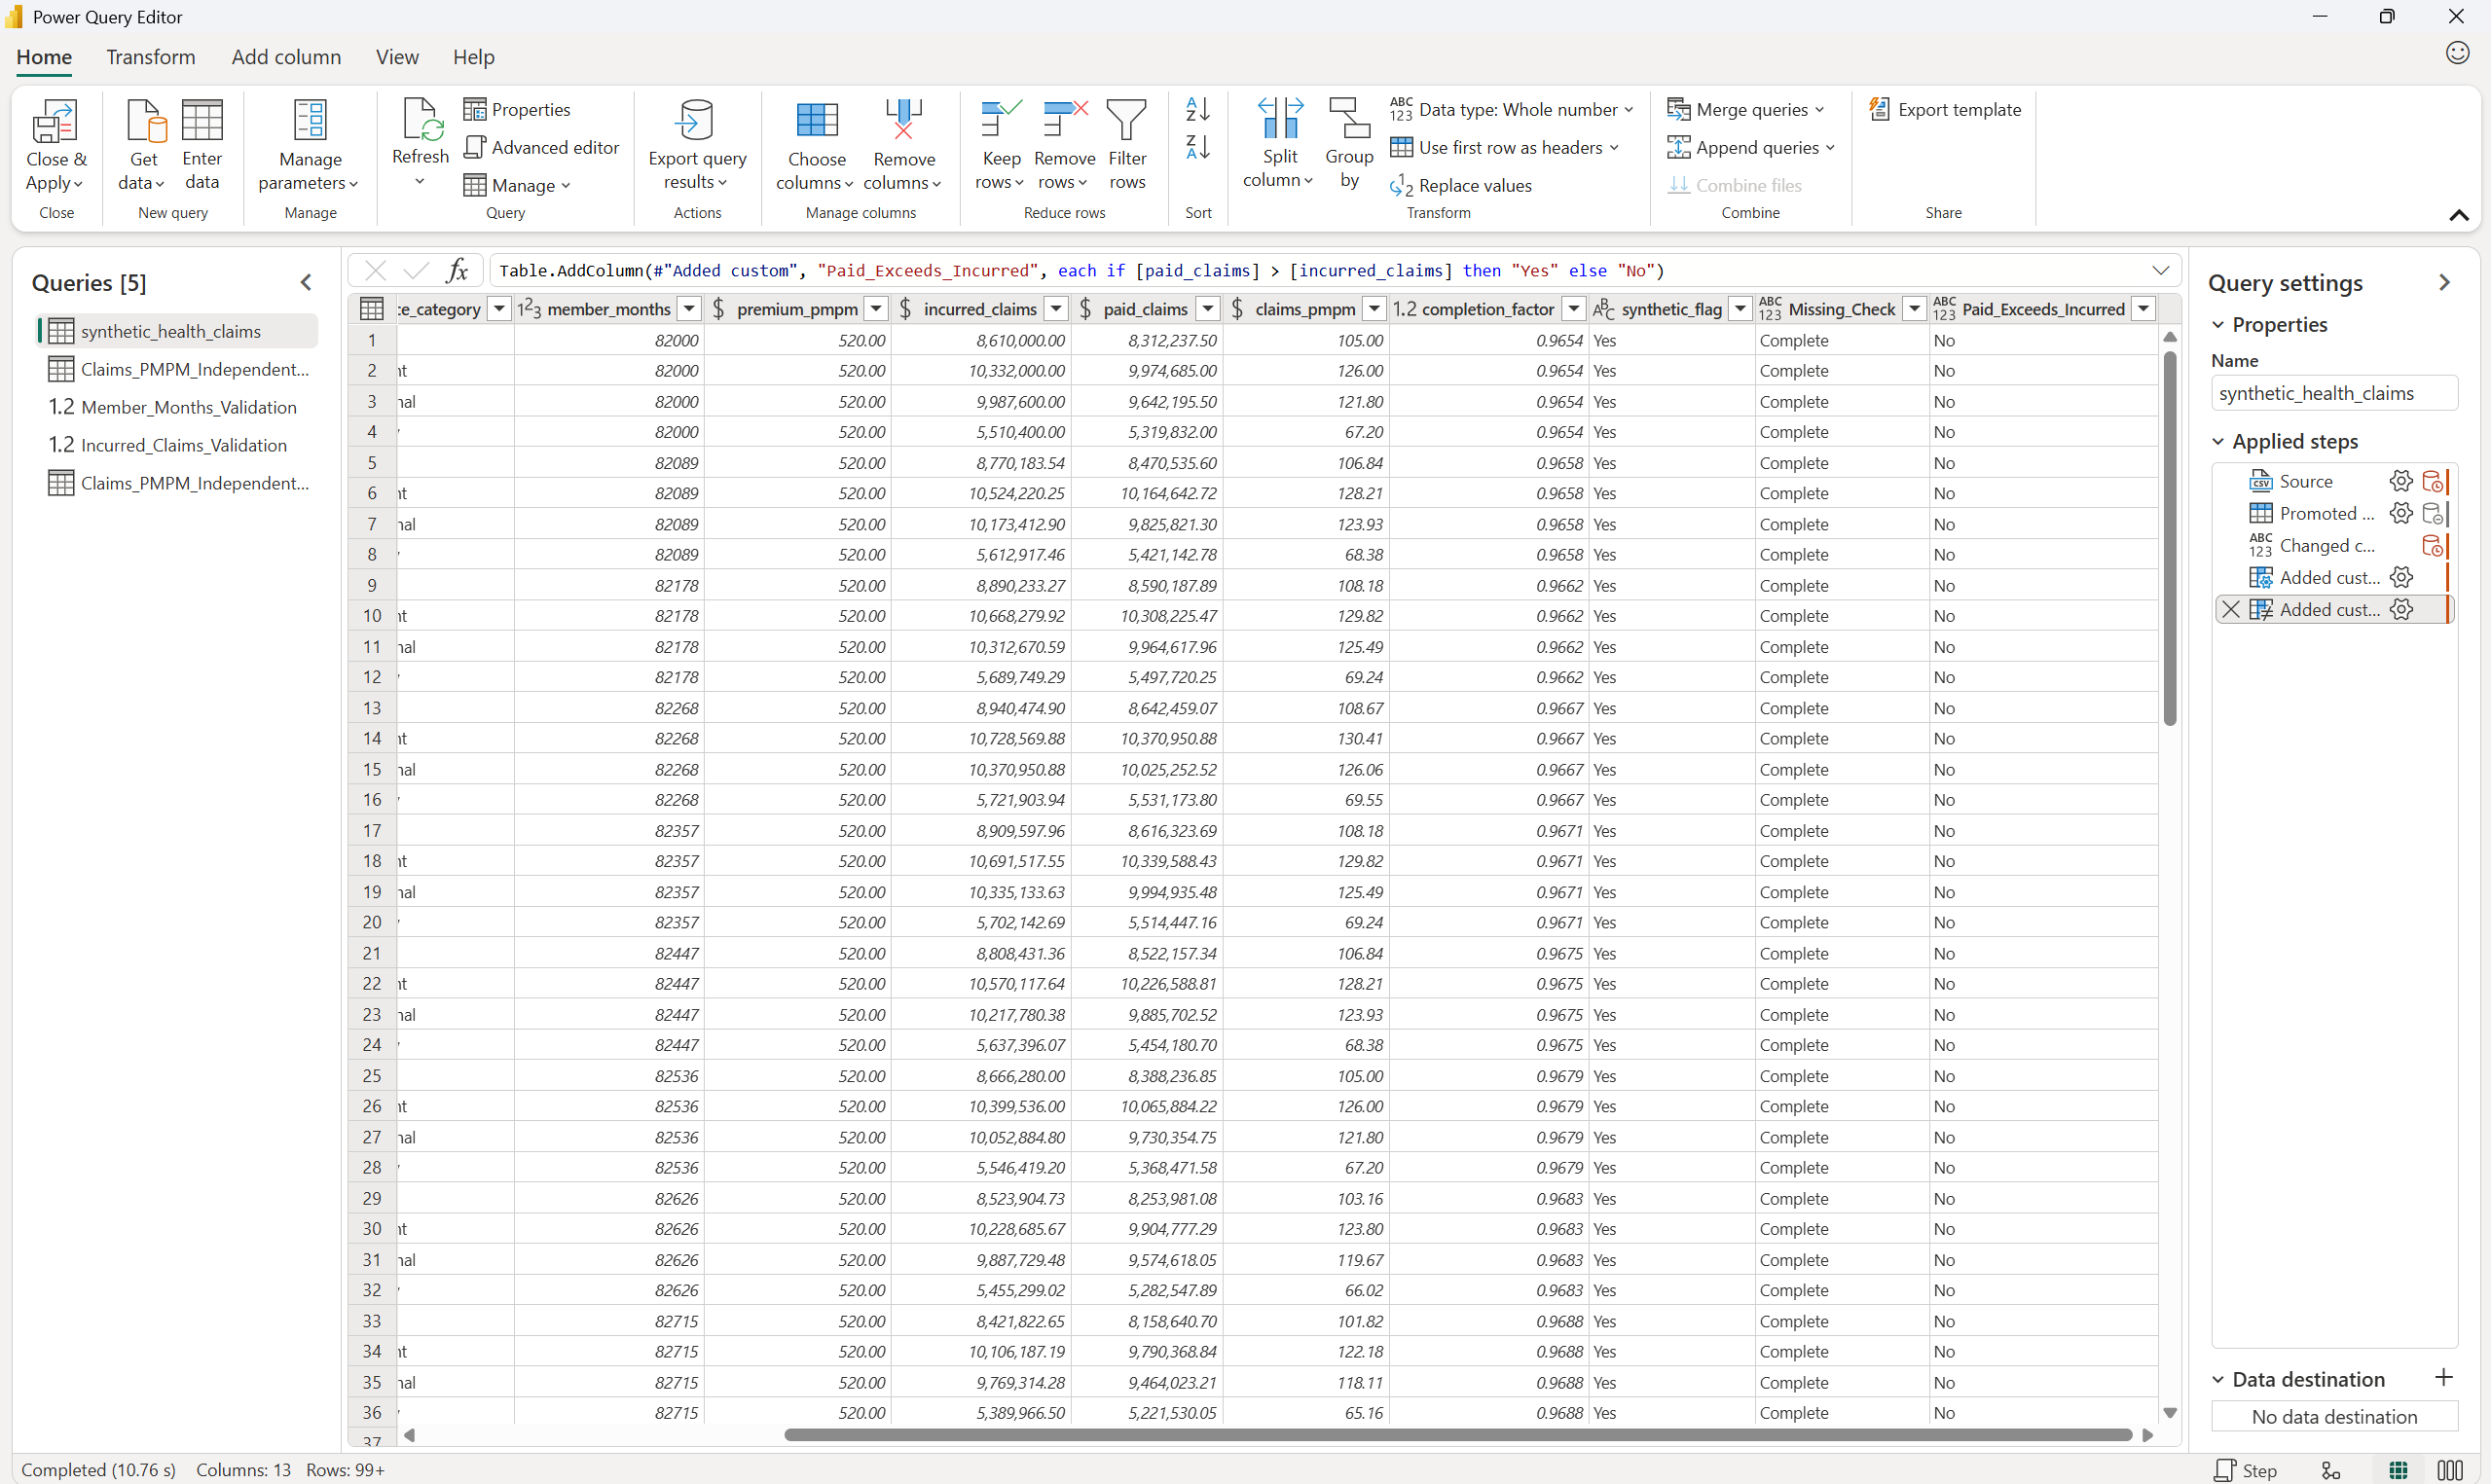 Power Query Editor
Home Transform Add column View Help
Close & Apply
Close
Get data
Enter data
New query
Manage parameters
Manage
Refresh
Properties
Advanced editor
Manage
Query
Export query results
Actions
Choose columns
Remove columns
Manage columns
Keep rows
Remove rows
Filter rows
Reduce rows
Sort
Split column
Group by
Data type: Whole number
Use first row as headers
Replace values
Transform
Merge queries
Append queries
Combine files
Combine
Export template
Share
Queries [5]
synthetic_health_claims
Claims_PMPM_Independent...
1.2 Member_Months_Validation
1.2 Incurred_Claims_Validation
Claims_PMPM_Independent...
fx Table.AddColumn(#"Added custom", "Paid_Exceeds_Incurred", each if [paid_claims] > [incurred_claims] then "Yes" else "No")
ce_category 123 member_months $ premium_pmpm $ incurred_claims $ paid_claims $ claims_pmpm 1.2 completion_factor ABC synthetic_flag ABC 123 Missing_Check ABC 123 Paid_Exceeds_Incurred
1 82000 520.00 8,610,000.00 8,312,237.50 105.00 0.9654 Yes Complete No
2 nt 82000 520.00 10,332,000.00 9,974,685.00 126.00 0.9654 Yes Complete No
3 nal 82000 520.00 9,987,600.00 9,642,195.50 121.80 0.9654 Yes Complete No
4 82000 520.00 5,510,400.00 5,319,832.00 67.20 0.9654 Yes Complete No
5 82089 520.00 8,770,183.54 8,470,535.60 106.84 0.9658 Yes Complete No
6 nt 82089 520.00 10,524,220.25 10,164,642.72 128.21 0.9658 Yes Complete No
7 nal 82089 520.00 10,173,412.90 9,825,821.30 123.93 0.9658 Yes Complete No
8 82089 520.00 5,612,917.46 5,421,142.78 68.38 0.9658 Yes Complete No
9 82178 520.00 8,890,233.27 8,590,187.89 108.18 0.9662 Yes Complete No
10 nt 82178 520.00 10,668,279.92 10,308,225.47 129.82 0.9662 Yes Complete No
11 nal 82178 520.00 10,312,670.59 9,964,617.96 125.49 0.9662 Yes Complete No
12 82178 520.00 5,689,749.29 5,497,720.25 69.24 0.9662 Yes Complete No
13 82268 520.00 8,940,474.90 8,642,459.07 108.67 0.9667 Yes Complete No
14 nt 82268 520.00 10,728,569.88 10,370,950.88 130.41 0.9667 Yes Complete No
15 nal 82268 520.00 10,370,950.88 10,025,252.52 126.06 0.9667 Yes Complete No
16 82268 520.00 5,721,903.94 5,531,173.80 69.55 0.9667 Yes Complete No
17 82357 520.00 8,909,597.96 8,616,323.69 108.18 0.9671 Yes Complete No
18 nt 82357 520.00 10,691,517.55 10,339,588.43 129.82 0.9671 Yes Complete No
19 nal 82357 520.00 10,335,133.63 9,994,935.48 125.49 0.9671 Yes Complete No
20 82357 520.00 5,702,142.69 5,514,447.16 69.24 0.9671 Yes Complete No
21 82447 520.00 8,808,431.36 8,522,157.34 106.84 0.9675 Yes Complete No
22 nt 82447 520.00 10,570,117.64 10,226,588.81 128.21 0.9675 Yes Complete No
23 nal 82447 520.00 10,217,780.38 9,885,702.52 123.93 0.9675 Yes Complete No
24 82447 520.00 5,637,396.07 5,454,180.70 68.38 0.9675 Yes Complete No
25 82536 520.00 8,666,280.00 8,388,236.85 105.00 0.9679 Yes Complete No
26 nt 82536 520.00 10,399,536.00 10,065,884.22 126.00 0.9679 Yes Complete No
27 nal 82536 520.00 10,052,884.80 9,730,354.75 121.80 0.9679 Yes Complete No
28 82536 520.00 5,546,419.20 5,368,471.58 67.20 0.9679 Yes Complete No
29 82626 520.00 8,523,904.73 8,253,981.08 103.16 0.9683 Yes Complete No
30 nt 82626 520.00 10,228,685.67 9,904,777.29 123.80 0.9683 Yes Complete No
31 nal 82626 520.00 9,887,729.48 9,574,618.05 119.67 0.9683 Yes Complete No
32 82626 520.00 5,455,299.02 5,282,547.89 66.02 0.9683 Yes Complete No
33 82715 520.00 8,421,822.65 8,158,640.70 101.82 0.9688 Yes Complete No
34 nt 82715 520.00 10,106,187.19 9,790,368.84 122.18 0.9688 Yes Complete No
35 nal 82715 520.00 9,769,314.28 9,464,023.21 118.11 0.9688 Yes Complete No
36 82715 520.00 5,389,966.50 5,221,530.05 65.16 0.9688 Yes Complete No
37
Query settings
Properties
Name
synthetic_health_claims
Applied steps
Source
Promoted ...
Changed c...
Added cust...
Added cust...
Data destination
No data destination
Completed (10.76 s) Columns: 13 Rows: 99+
Step